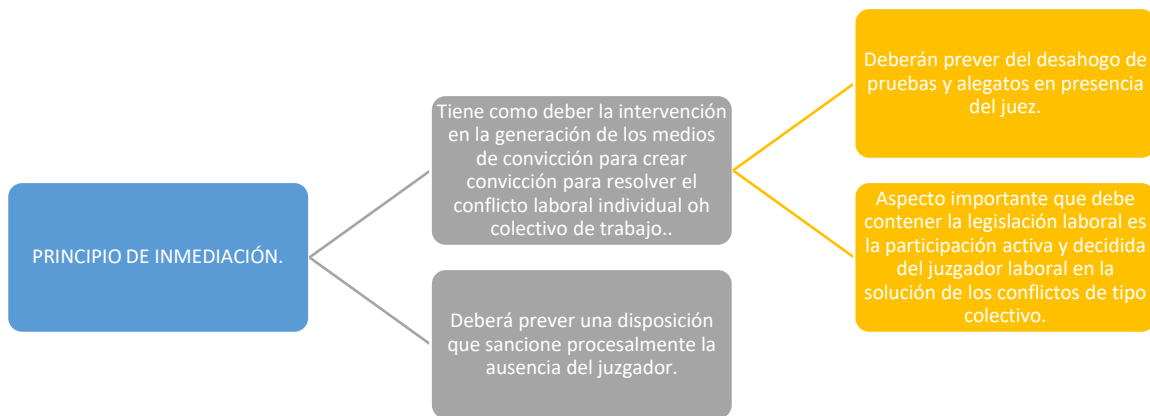 PRINCIPIO DE INMEDIACIÓN.
Tiene como deber la intervención
en la generación de los medios
de convicción para crear
convicción para resolver el
conflicto laboral individual oh
colectivo de trabajo..
Deberá prever una disposición
que sancione procesalmente la
ausencia del juzgador.
Deberán prever del desahogo de
pruebas y alegatos en presencia
del juez.
Aspecto importante que debe
contener la legislación laboral es
la participación activa y decidida
del juzgador laboral en la
solución de los conflictos de tipo
colectivo.